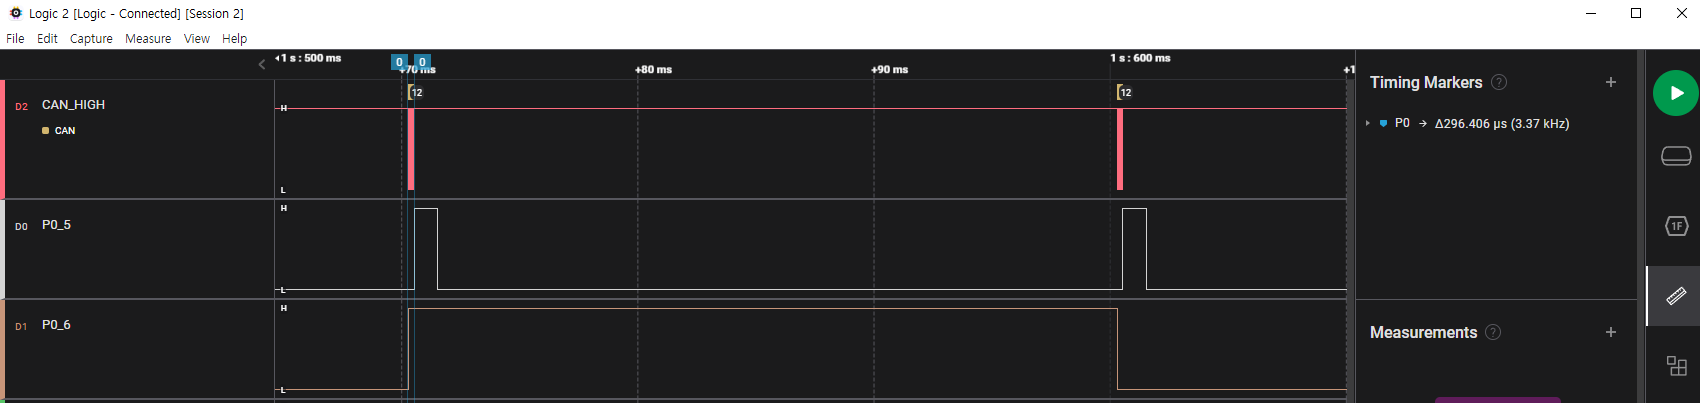 Logic 2 [Logic - Connected] [Session 2]
File Edit Capture Measure View Help
1 s : 500 ms
0 0
+70 ms +80 ms +90 ms
1 s : 600 ms
+1
D2 CAN_HIGH
CAN
H
L
12
12
D0 P0_5
H
L
D1 P0_6
H
L
Timing Markers ? +
P0 → Δ296.406 µs (3.37 kHz)
Measurements ? +
1F